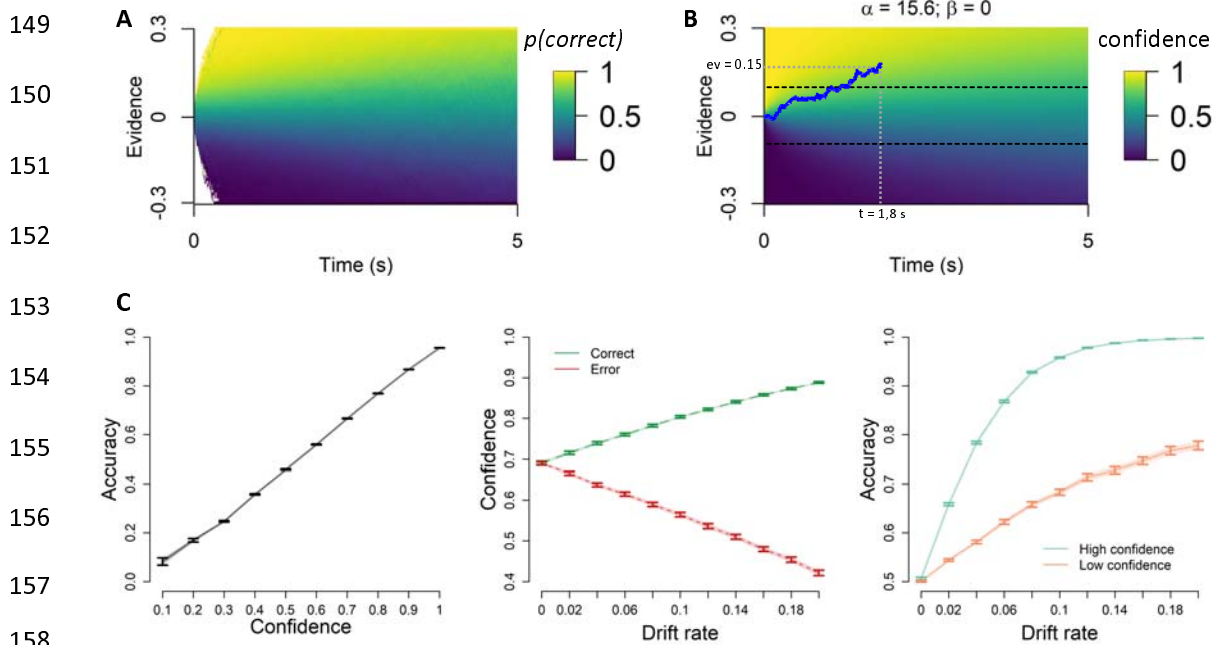 149
150
151
152
153
154
155
156
157
158
A
0.3
0
-0.3
Evidence
0
5
Time (s)
p(correct)
1
0.5
0
B
α = 15.6; β = 0
0.3
0
-0.3
Evidence
ev = 0.15
t = 1,8 s
0
5
Time (s)
confidence
1
0.5
0
C
1.0
0.8
0.6
0.4
0.2
0.0
Accuracy
0.1 0.2 0.3 0.4 0.5 0.6 0.7 0.8 0.9 1
Confidence
1.0
0.9
0.8
0.7
0.6
0.5
0.4
Confidence
Correct
Error
0 0.02 0.06 0.1 0.14 0.18
Drift rate
1.0
0.9
0.8
0.7
0.6
0.5
Accuracy
High confidence
Low confidence
0 0.02 0.06 0.1 0.14 0.18
Drift rate